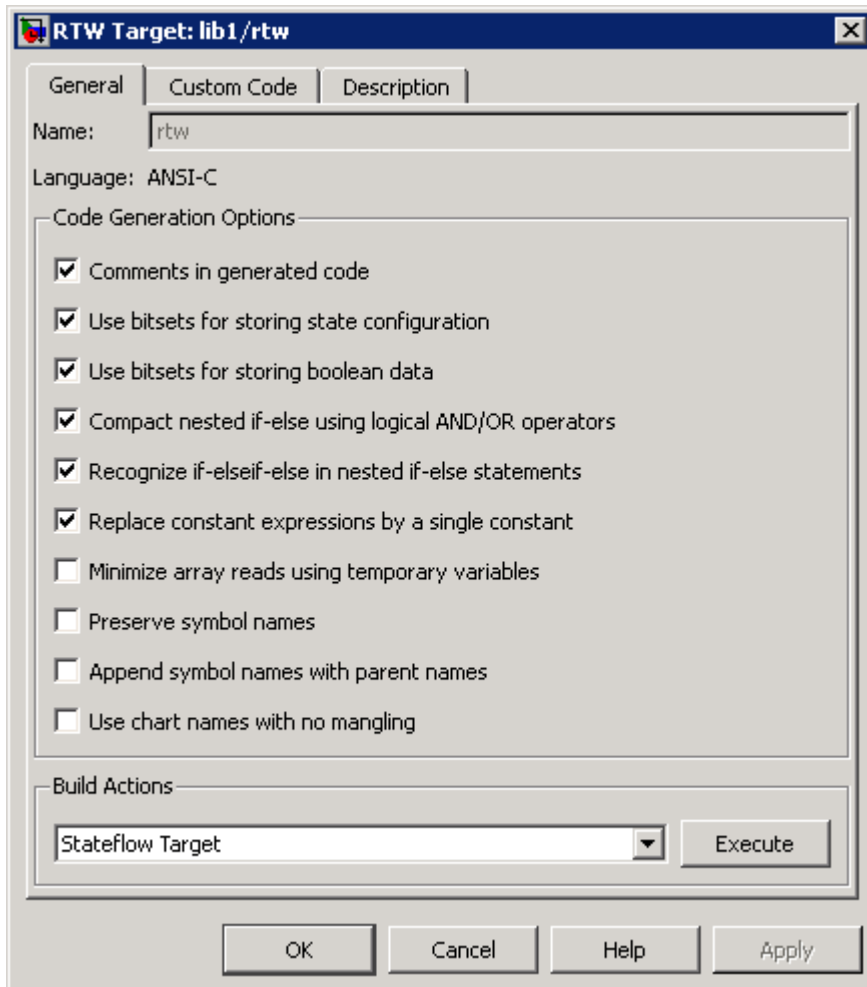 RTW Target: lib1/rtw
General Custom Code Description
Name: rtw
Language: ANSI-C
Code Generation Options
Comments in generated code
Use bitsets for storing state configuration
Use bitsets for storing boolean data
Compact nested if-else using logical AND/OR operators
Recognize if-elseif-else in nested if-else statements
Replace constant expressions by a single constant
Minimize array reads using temporary variables
Preserve symbol names
Append symbol names with parent names
Use chart names with no mangling
Build Actions
Stateflow Target Execute
OK Cancel Help Apply